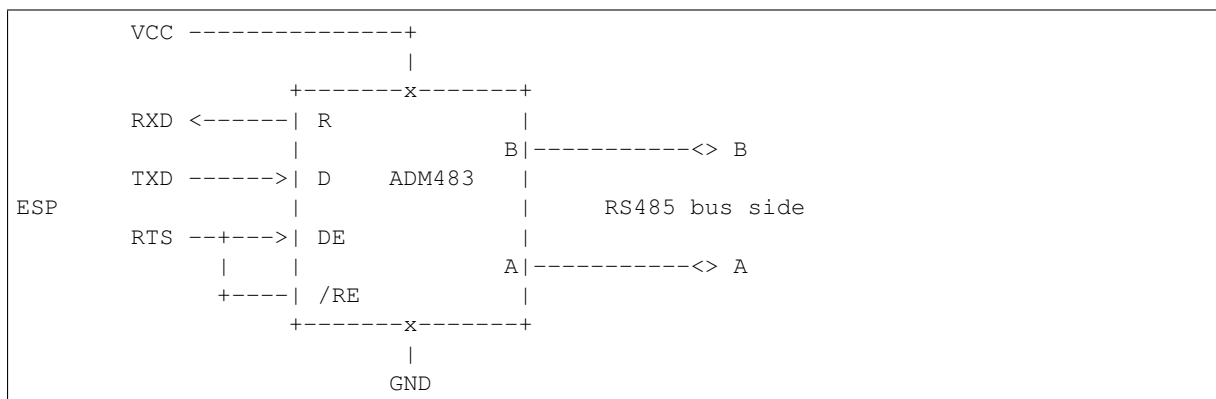 VCC ---------------+
|
+-------x-------+
RXD <------| R |
| B|-----------<> B
TXD ------>| D ADM483 |
ESP | | RS485 bus side
RTS --+--->| DE |
| | A|-----------<> A
+----| /RE |
+-------x-------+
|
GND